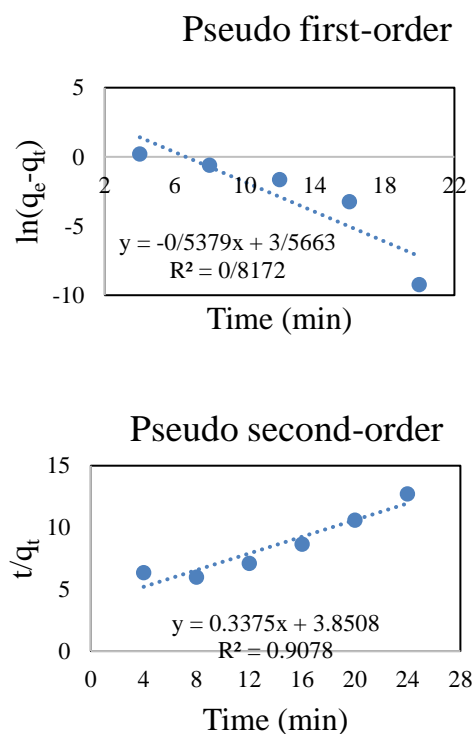 Pseudo first-order
5
0
-5
-10
2 6 10 14 18 22
ln(qₑ-qₜ)
y = -0/5379x + 3/5663
R² = 0/8172
Time (min)
Pseudo second-order
15
10
5
0
t/qₜ
y = 0.3375x + 3.8508
R² = 0.9078
0 4 8 12 16 20 24 28
Time (min)